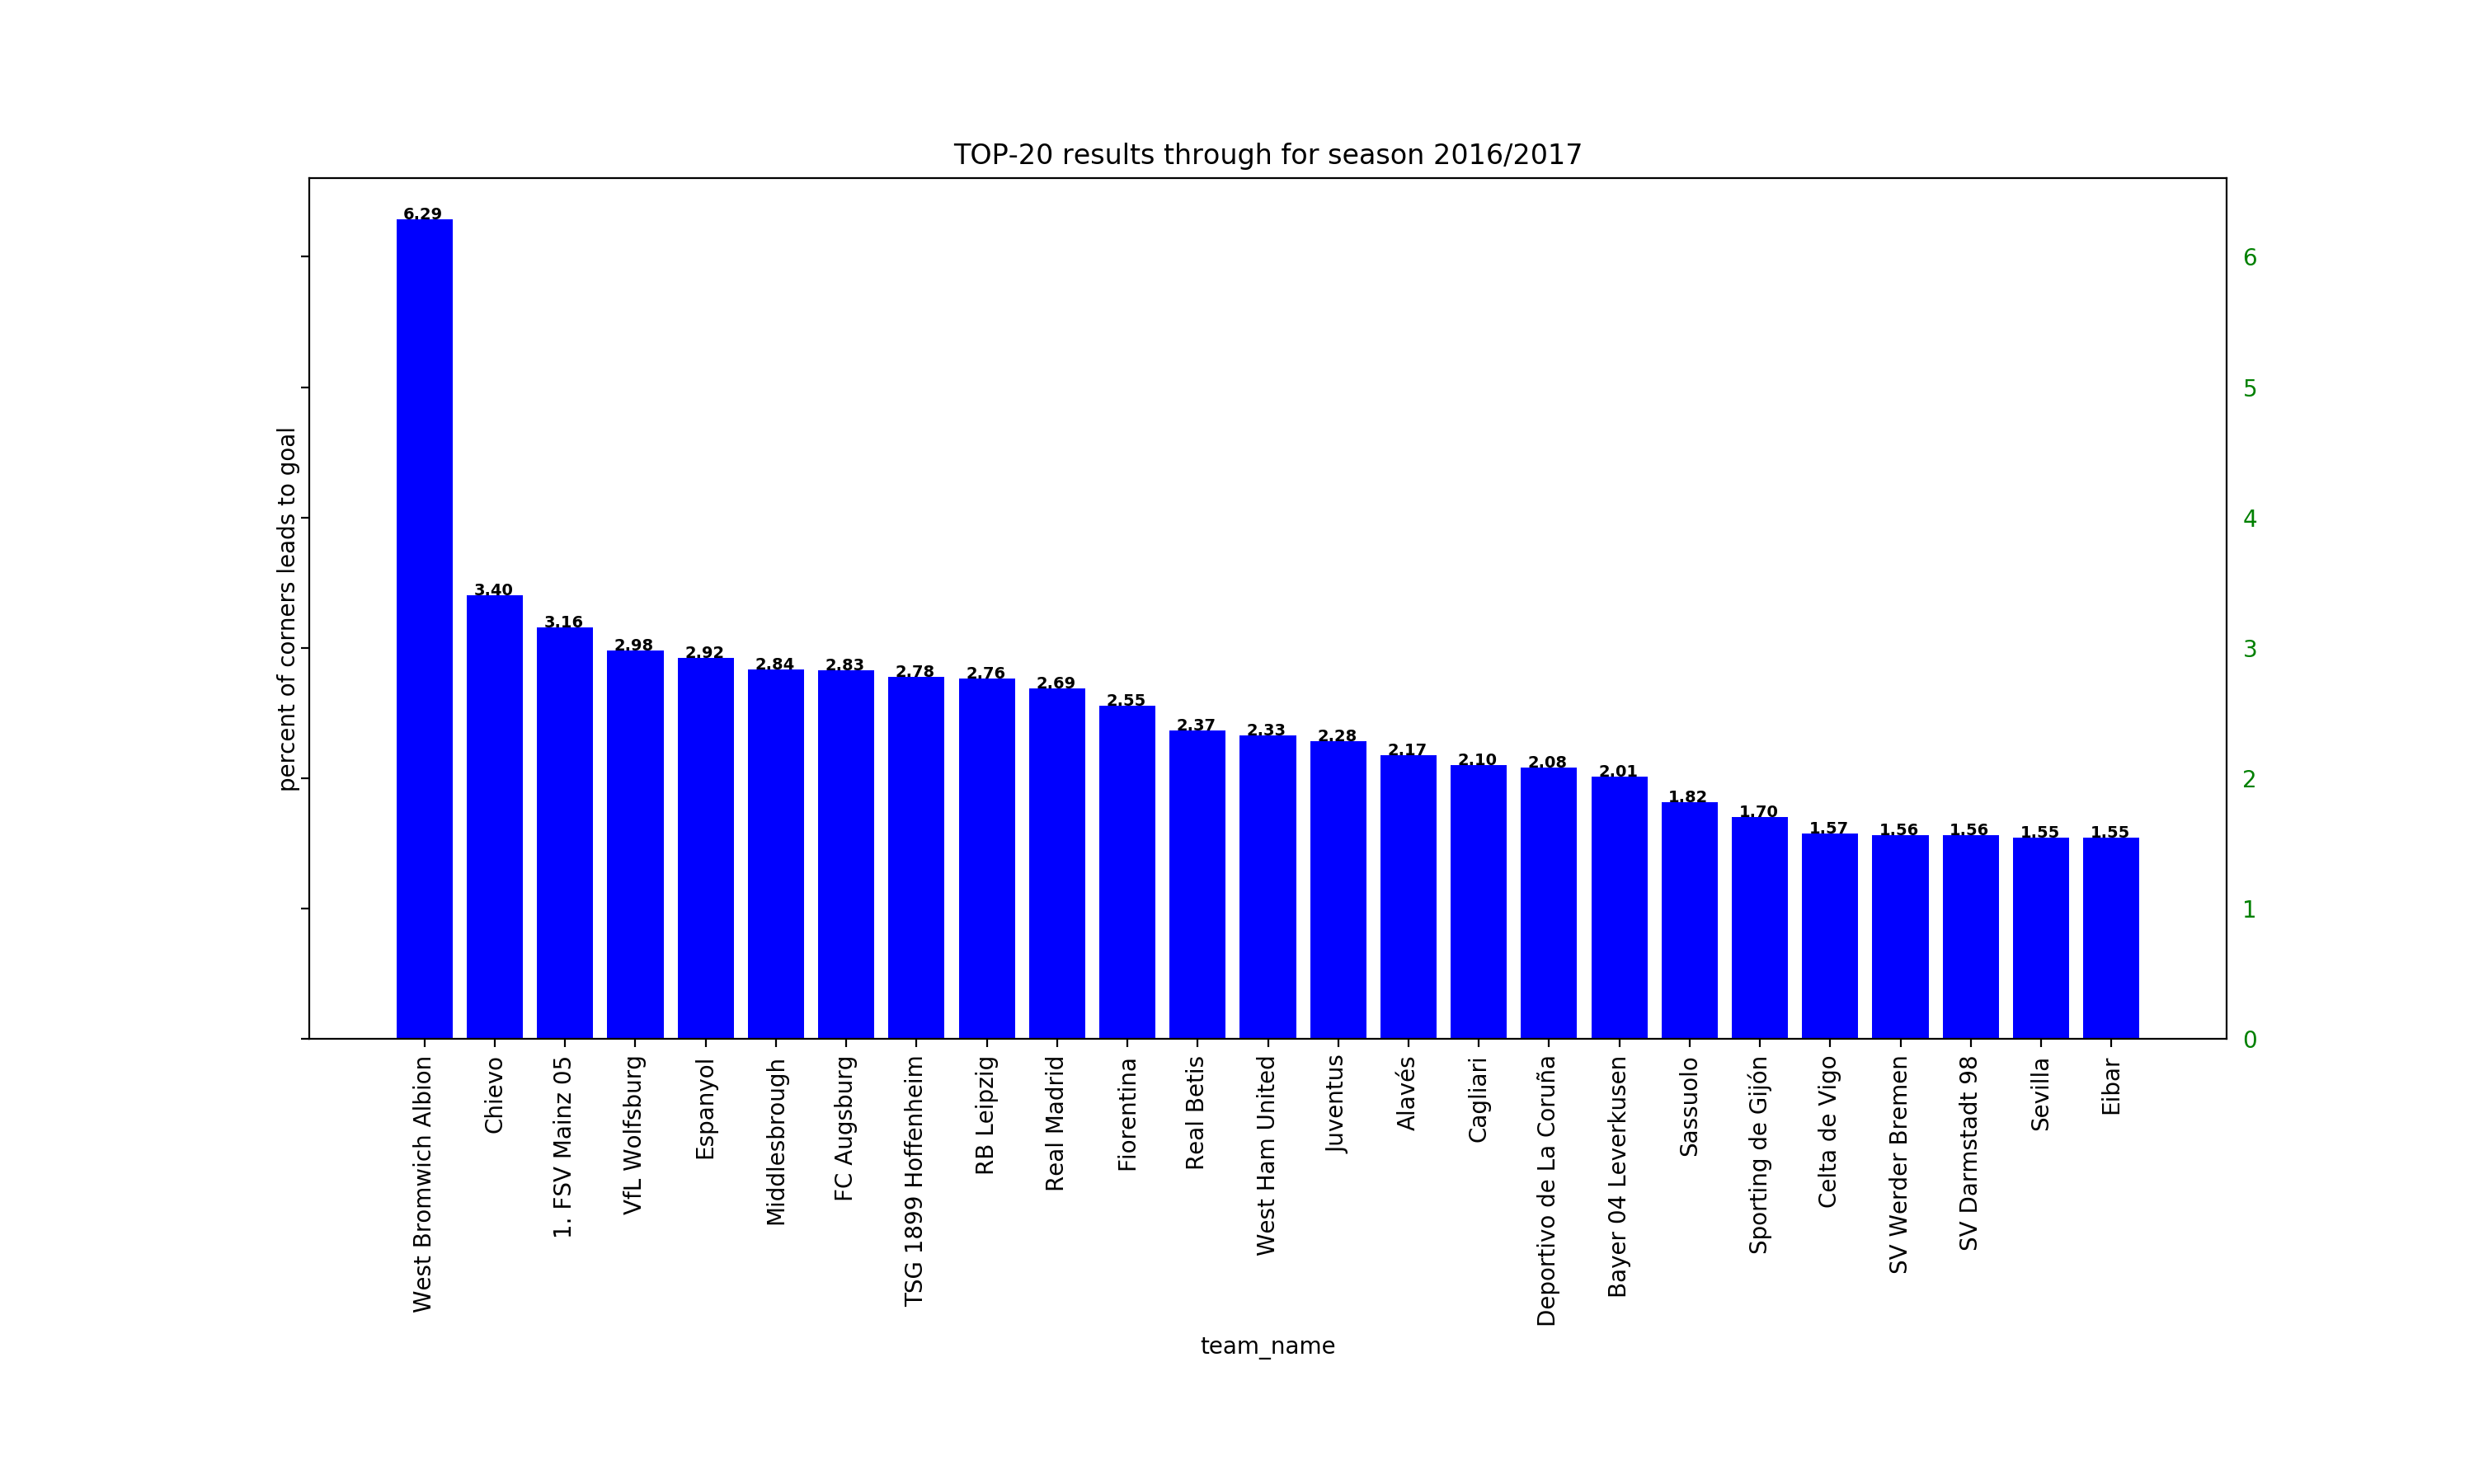 TOP-20 results through for season 2016/2017
percent of corners leads to goal
6.29
3.40
3.16
2.98
2.92
2.84
2.83
2.78
2.76
2.69
2.55
2.37
2.33
2.28
2.17
2.10
2.08
2.01
1.82
1.70
1.57
1.56
1.56
1.55
1.55
6
5
4
3
2
1
0
West Bromwich Albion
Chievo
1. FSV Mainz 05
VfL Wolfsburg
Espanyol
Middlesbrough
FC Augsburg
TSG 1899 Hoffenheim
RB Leipzig
Real Madrid
Fiorentina
Real Betis
West Ham United
Juventus
Alavés
Cagliari
Deportivo de La Coruña
Bayer 04 Leverkusen
Sassuolo
Sporting de Gijón
Celta de Vigo
SV Werder Bremen
SV Darmstadt 98
Sevilla
Eibar
team_name